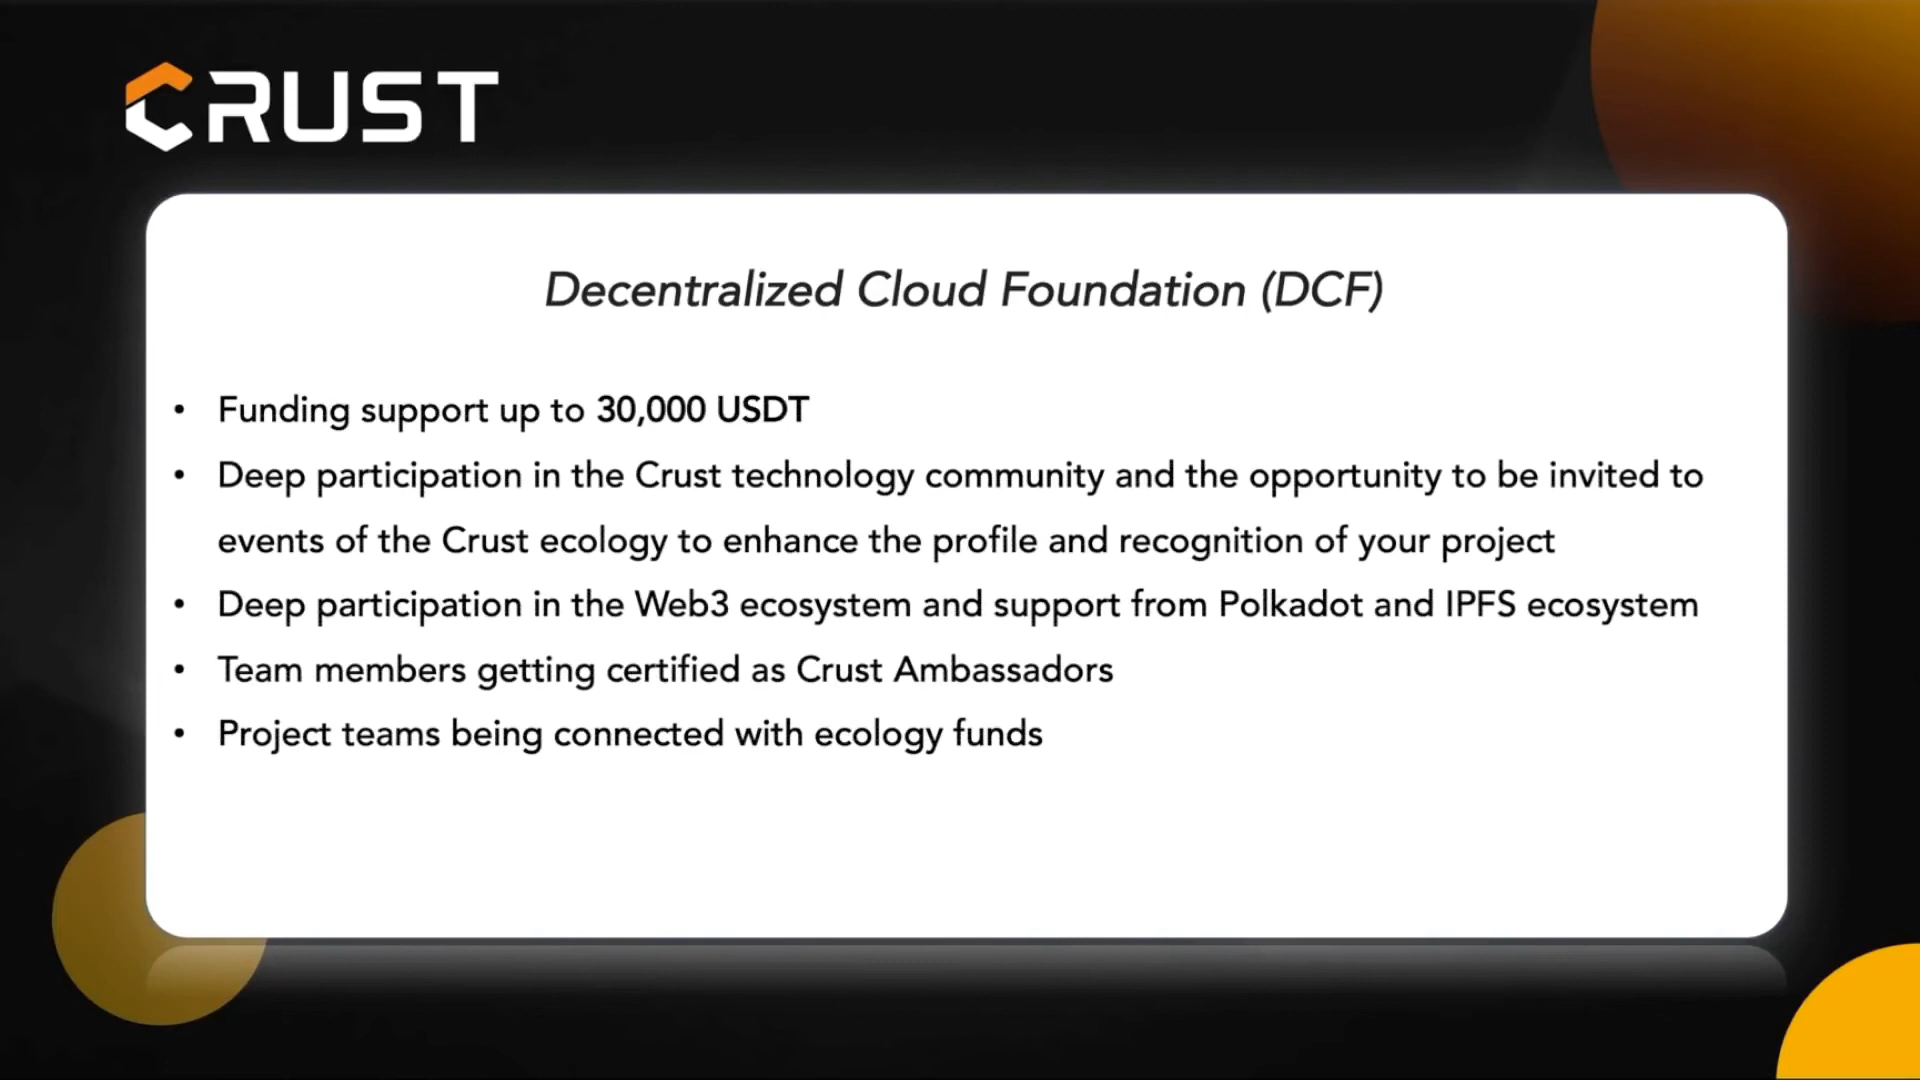 CRUST
Decentralized Cloud Foundation (DCF)
• Funding support up to 30,000 USDT
• Deep participation in the Crust technology community and the opportunity to be invited to
events of the Crust ecology to enhance the profile and recognition of your project
• Deep participation in the Web3 ecosystem and support from Polkadot and IPFS ecosystem
• Team members getting certified as Crust Ambassadors
• Project teams being connected with ecology funds